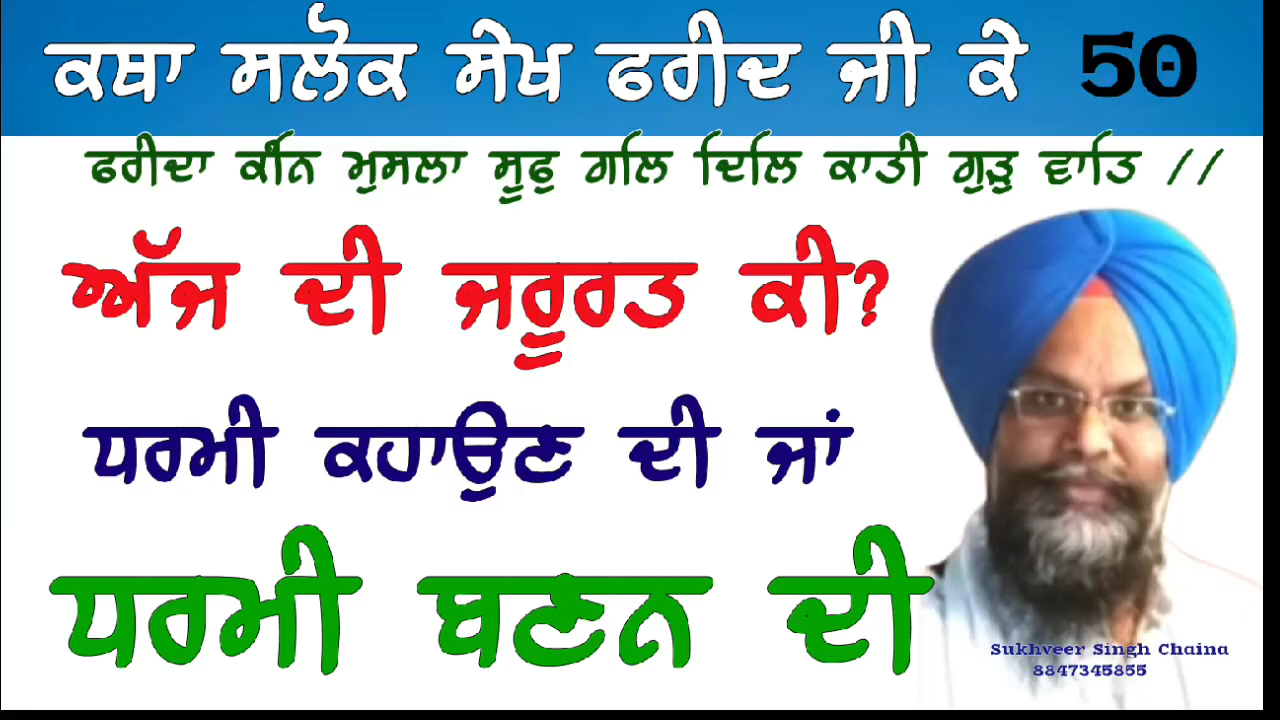 ਕਥਾ ਸਲੋਕ ਸੇਖ ਫਰੀਦ ਜੀ ਕੇ 50
ਫਰੀਦਾ ਕੰਨਿ ਮੁਸਲਾ ਸੂਫੁ ਗਲਿ ਦਿਲਿ ਕਾਤੀ ਗੁੜੁ ਵਾਤਿ //
ਅੱਜ ਦੀ ਜਰੂਰਤ ਕੀ?
ਧਰਮੀ ਕਹਾਉਣ ਦੀ ਜਾਂ
ਧਰਮੀ ਬਣਨ ਦੀ
Sukhveer Singh Chaina
8847345855